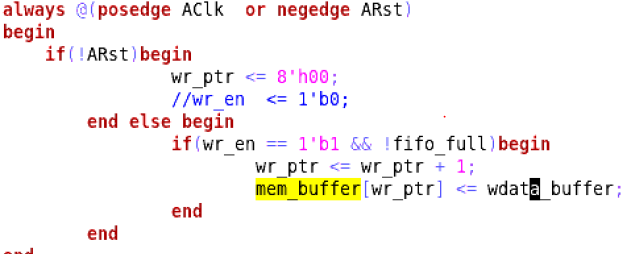 always @(posedge AClk  or negedge ARst)
begin
    if(!ARst)begin
                wr_ptr <= 8'h00;
                //wr_en  <= 1'b0;
        end else begin
                if(wr_en == 1'b1 && !fifo_full)begin
                        wr_ptr <= wr_ptr + 1;
                        mem_buffer[wr_ptr] <= wdata_buffer;
                end
        end
end